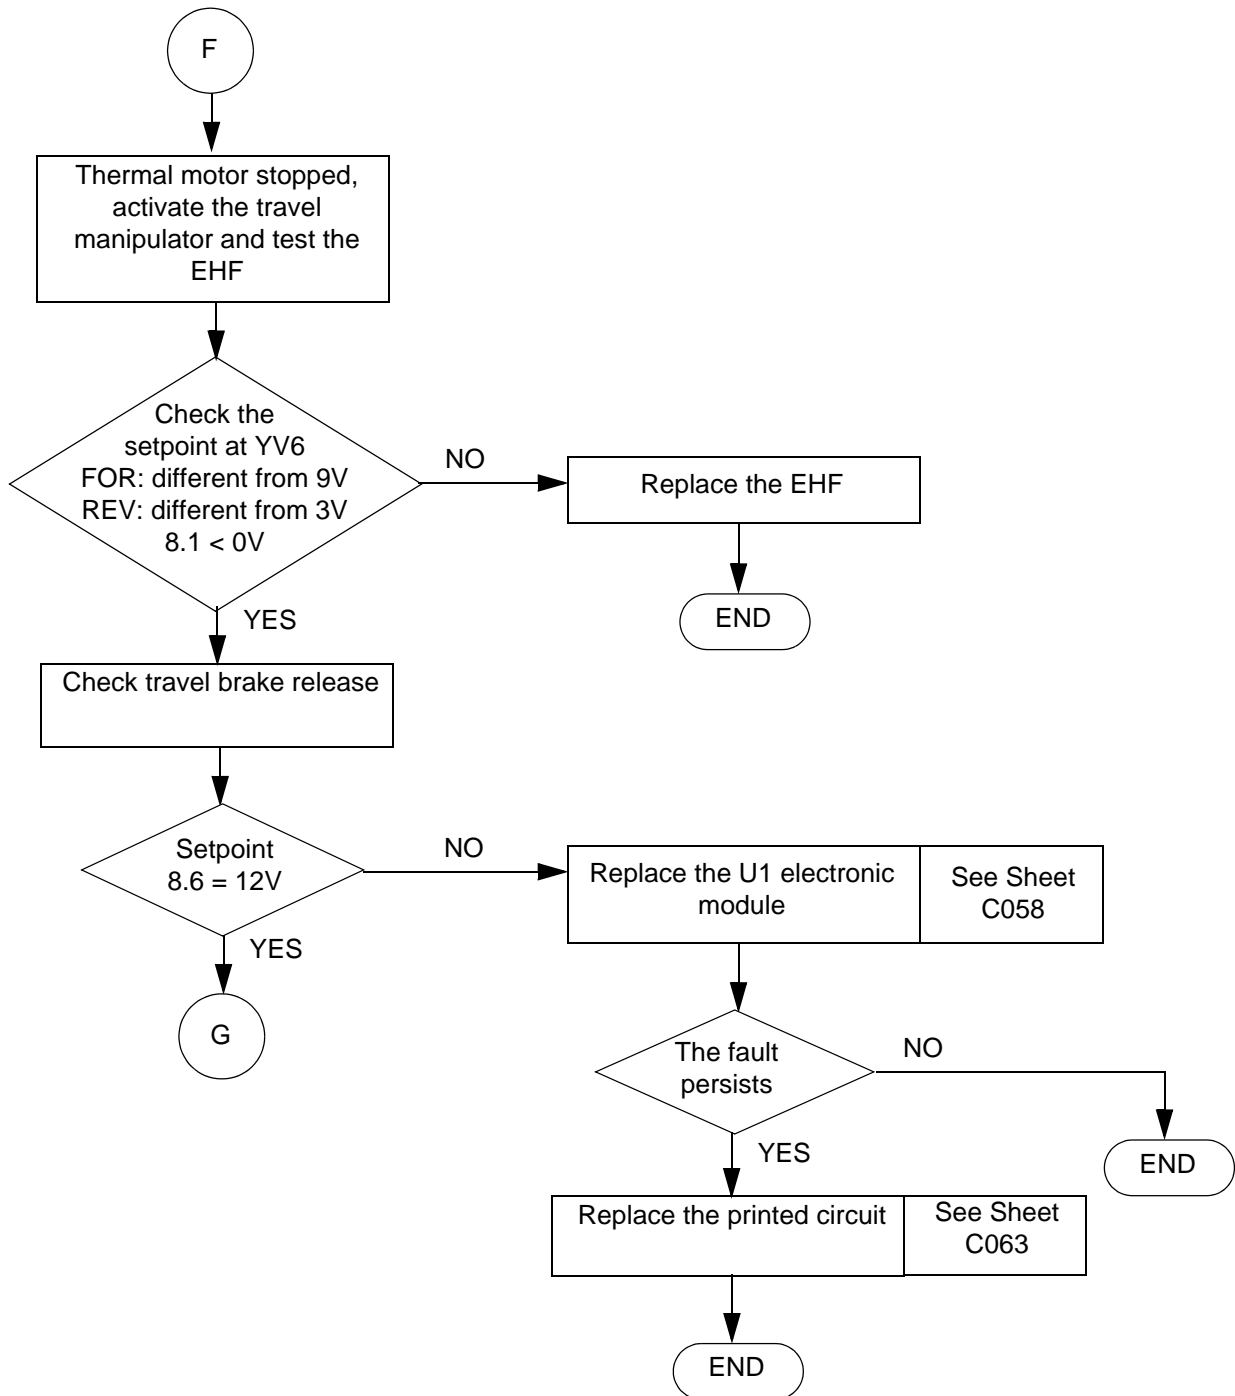 F
Thermal motor stopped,
activate the travel
manipulator and test the
EHF
Check the
setpoint at YV6
FOR: different from 9V
REV: different from 3V
8.1 < 0V
NO
Replace the EHF
END
YES
Check travel brake release
Setpoint
8.6 = 12V
NO
Replace the U1 electronic
module
See Sheet
C058
YES
G
The fault
persists
NO
END
YES
Replace the printed circuit
See Sheet
C063
END